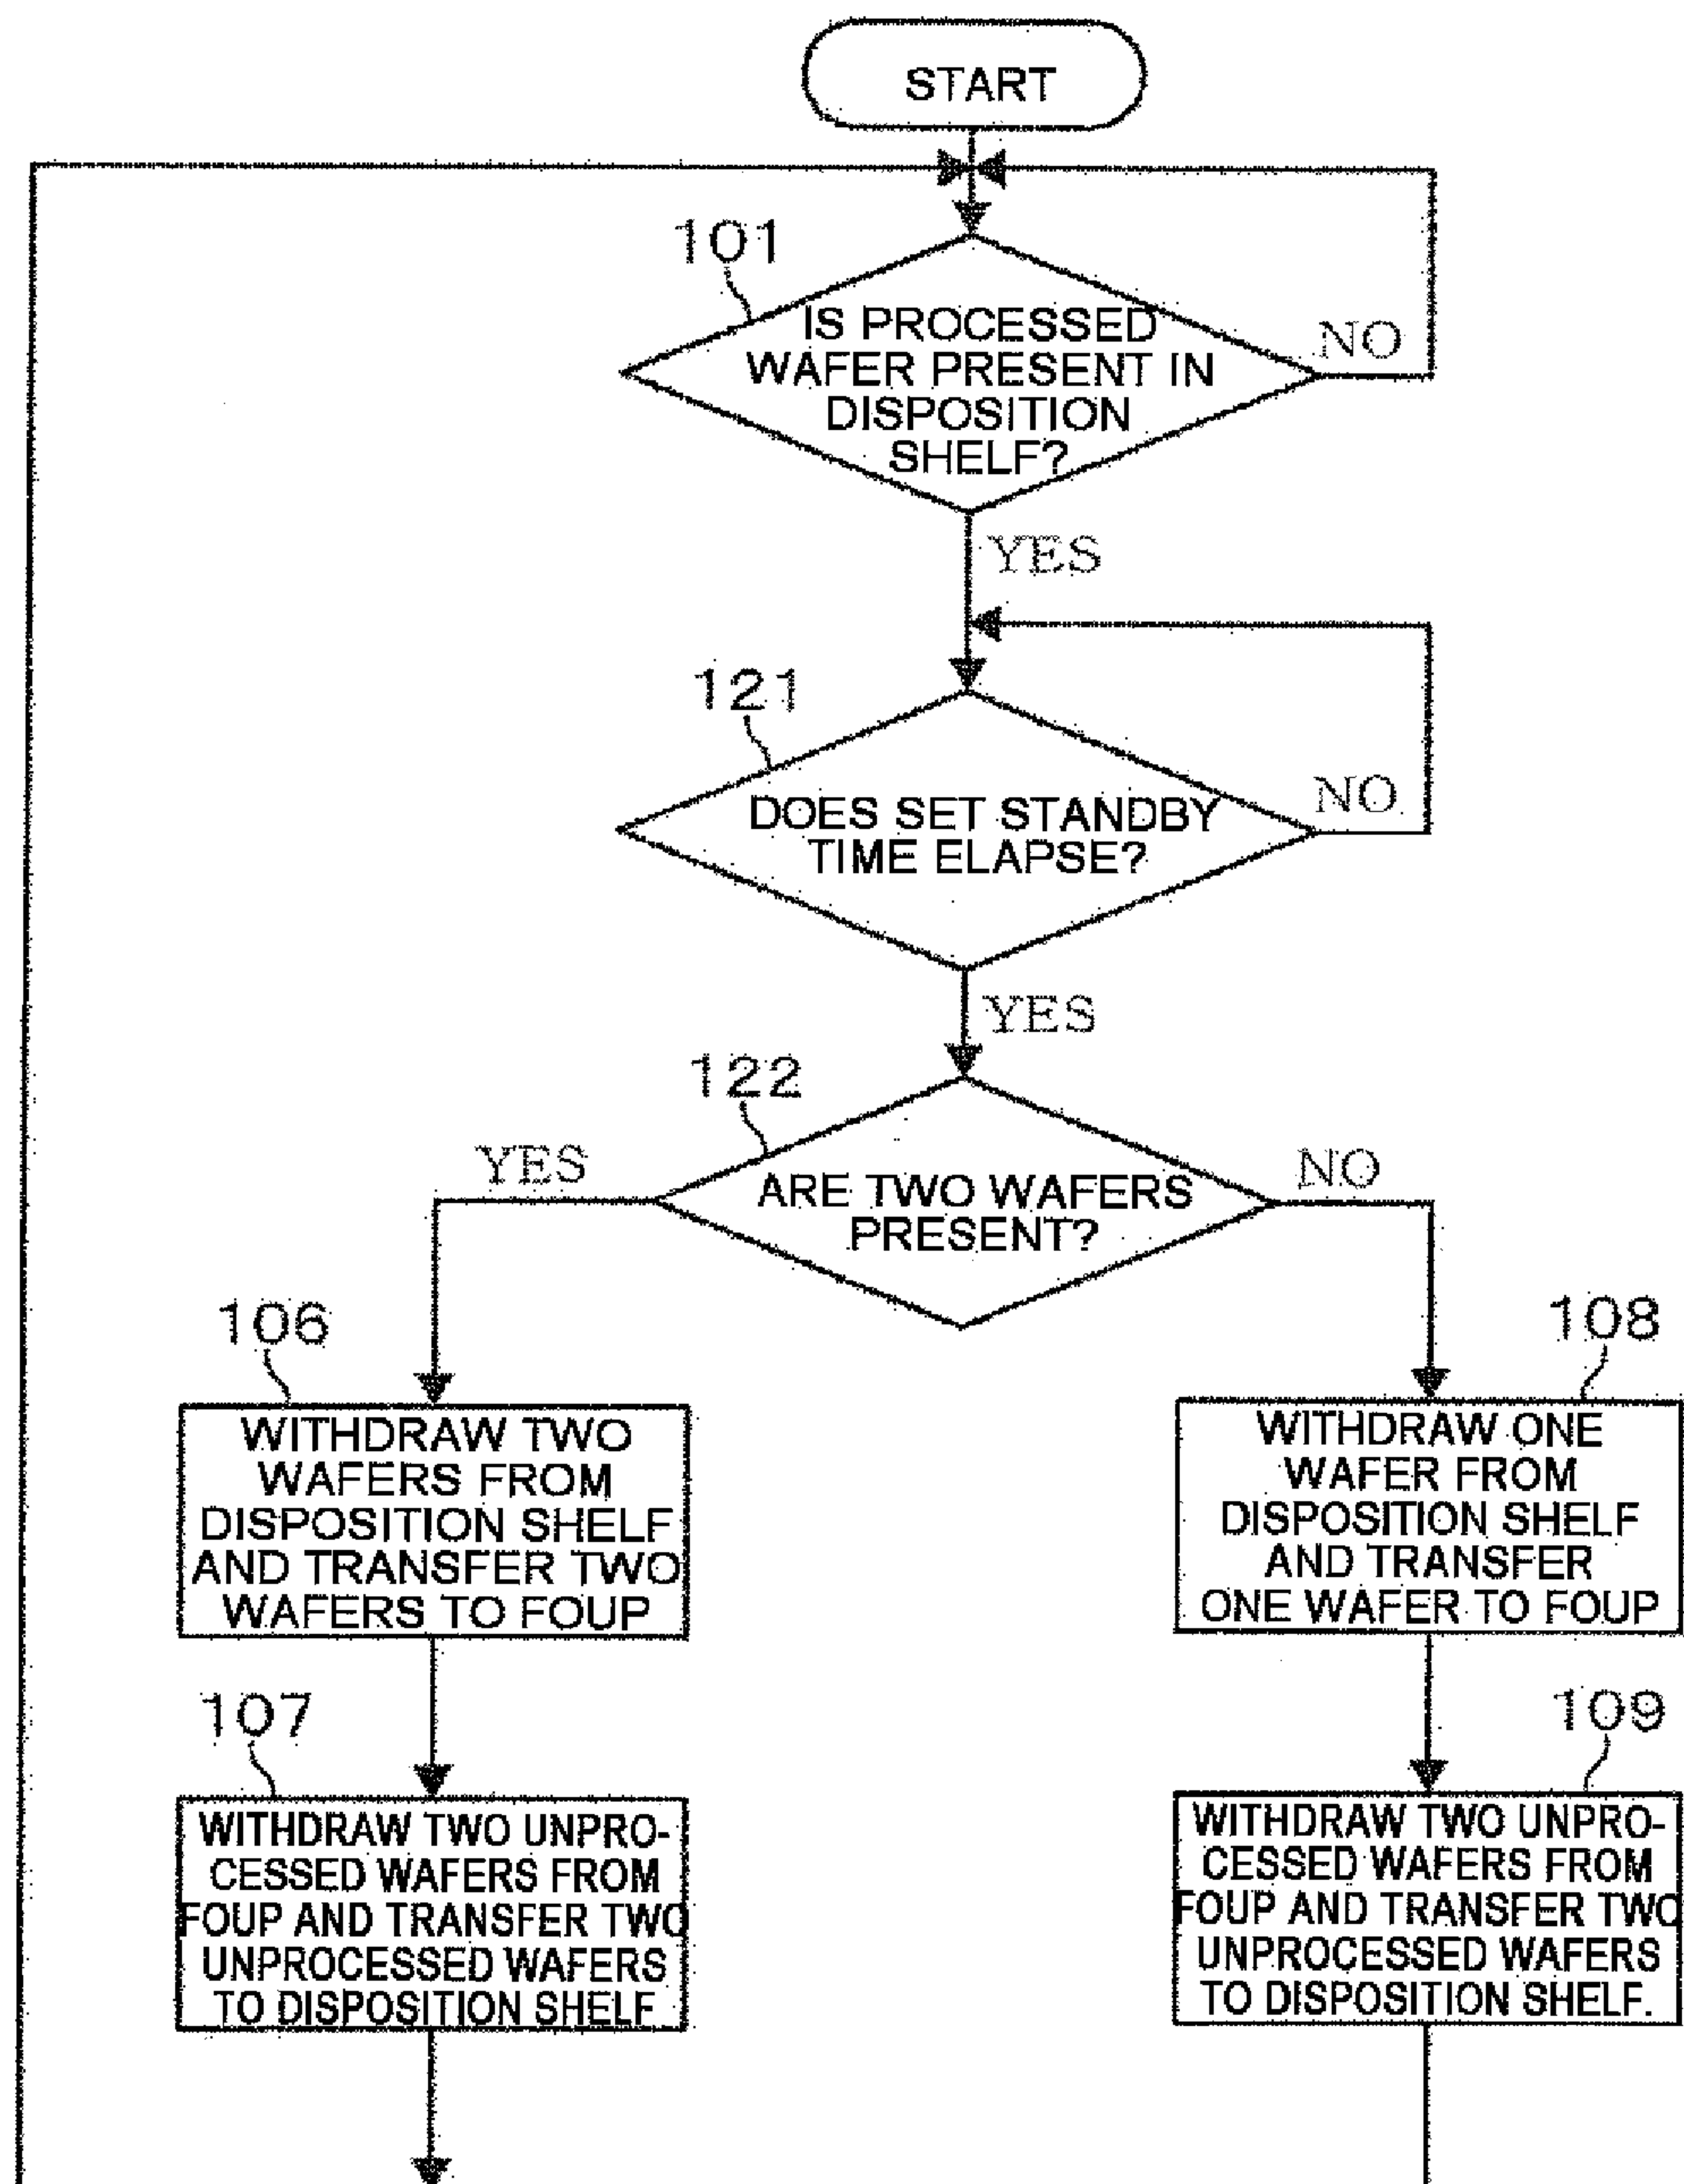 START
101
IS PROCESSED
WAFER PRESENT IN
DISPOSITION
SHELF?
NO
YES
121
DOES SET STANDBY
TIME ELAPSE?
NO
YES
122
YES
ARE TWO WAFERS
PRESENT?
NO
106
WITHDRAW TWO
WAFERS FROM
DISPOSITION SHELF
AND TRANSFER TWO
WAFERS TO FOUP
108
WITHDRAW ONE
WAFER FROM
DISPOSITION SHELF
AND TRANSFER
ONE WAFER TO FOUP
107
WITHDRAW TWO UNPRO-
CESSED WAFERS FROM
FOUP AND TRANSFER TWO
UNPROCESSED WAFERS
TO DISPOSITION SHELF
109
WITHDRAW TWO UNPRO-
CESSED WAFERS FROM
FOUP AND TRANSFER TWO
UNPROCESSED WAFERS
TO DISPOSITION SHELF.